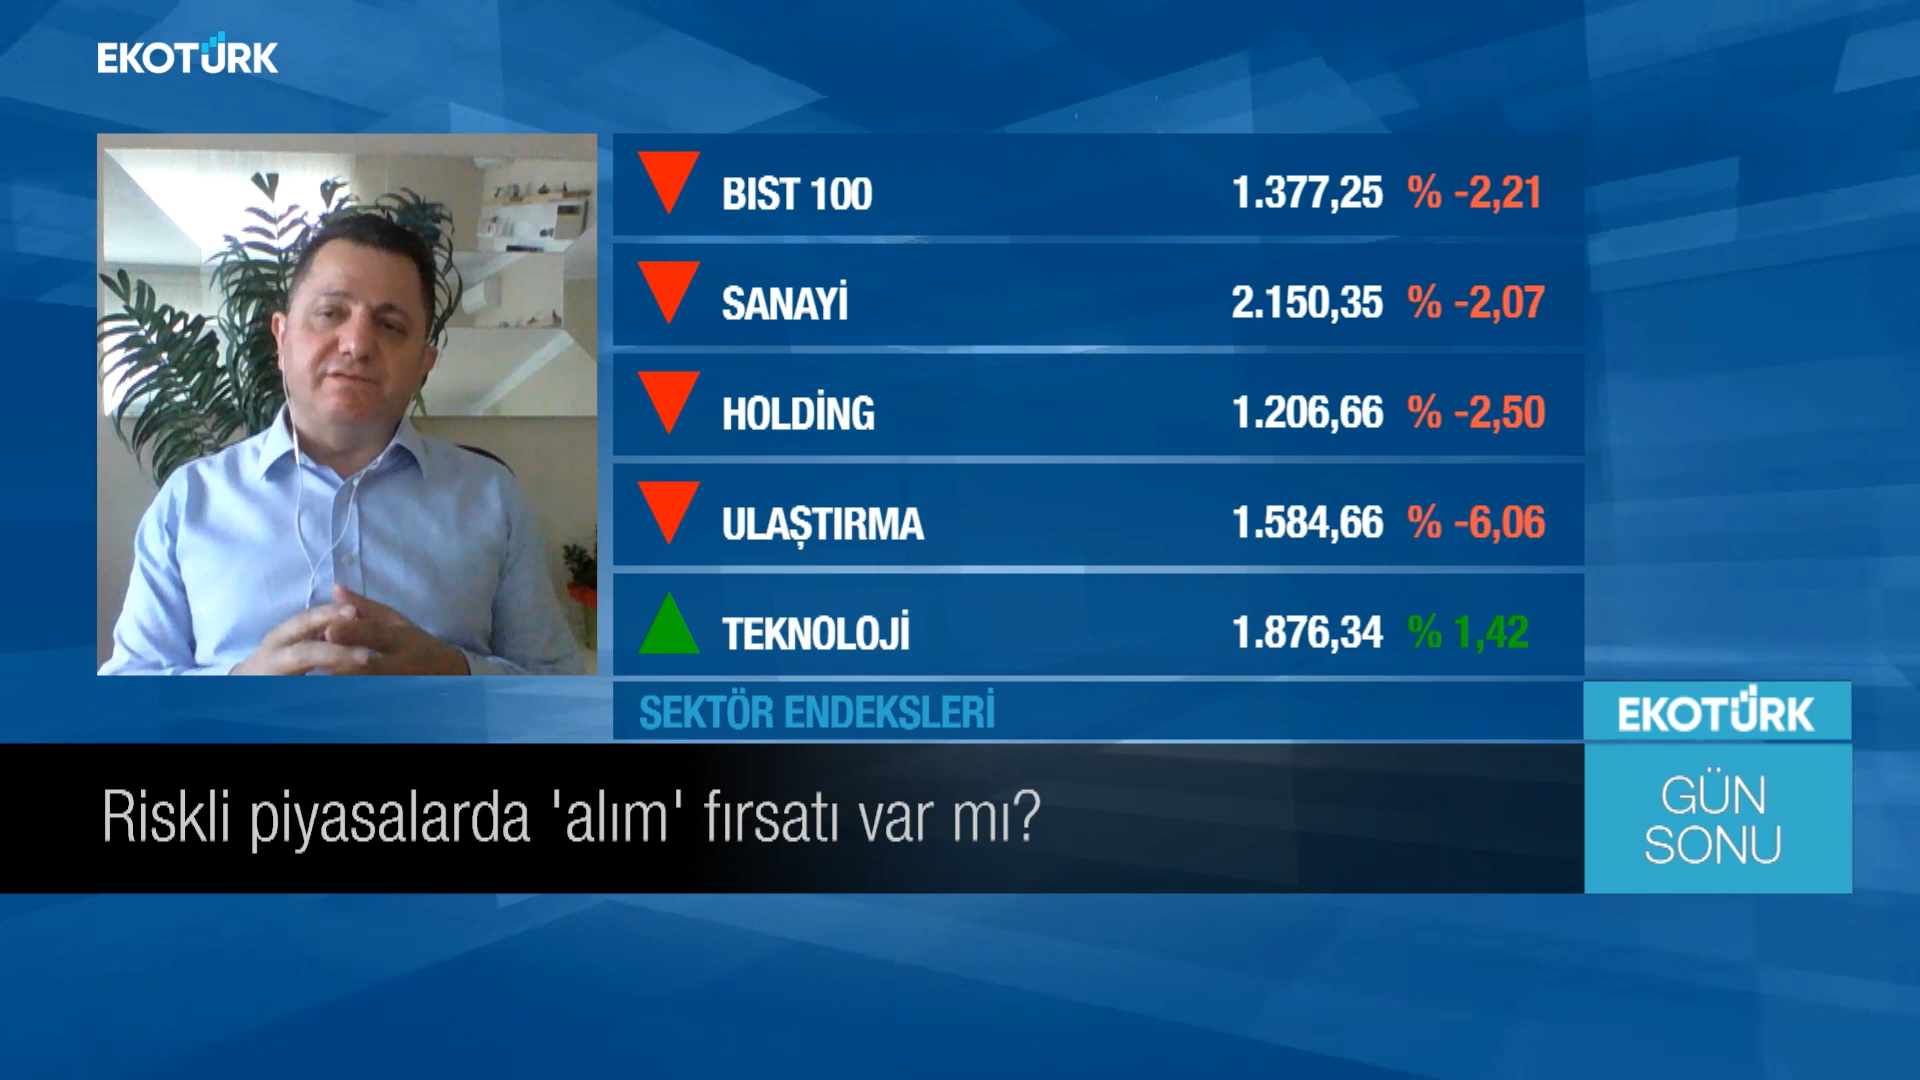 EKOTÜRK
BIST 100 1.377,25 % -2,21
SANAYİ 2.150,35 % -2,07
HOLDİNG 1.206,66 % -2,50
ULAŞTIRMA 1.584,66 % -6,06
TEKNOLOJİ 1.876,34 % 1,42
SEKTÖR ENDEKSLERİ
EKOTÜRK
Riskli piyasalarda 'alım' fırsatı var mı?
GÜN
SONU